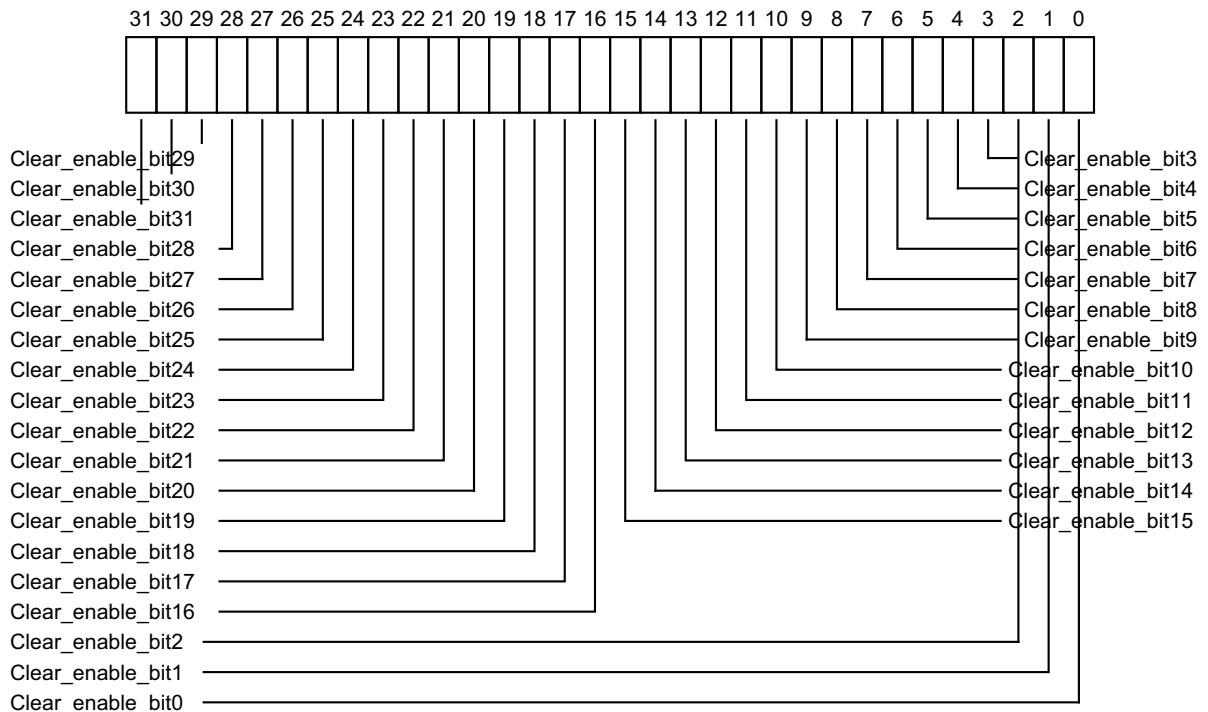 31 30 29 28 27 26 25 24 23 22 21 20 19 18 17 16 15 14 13 12 11 10 9 8 7 6 5 4 3 2 1 0
Clear_enable_bit29 Clear_enable_bit3
Clear_enable_bit30 Clear_enable_bit4
Clear_enable_bit31 Clear_enable_bit5
Clear_enable_bit28 Clear_enable_bit6
Clear_enable_bit27 Clear_enable_bit7
Clear_enable_bit26 Clear_enable_bit8
Clear_enable_bit25 Clear_enable_bit9
Clear_enable_bit24 Clear_enable_bit10
Clear_enable_bit23 Clear_enable_bit11
Clear_enable_bit22 Clear_enable_bit12
Clear_enable_bit21 Clear_enable_bit13
Clear_enable_bit20 Clear_enable_bit14
Clear_enable_bit19 Clear_enable_bit15
Clear_enable_bit18
Clear_enable_bit17
Clear_enable_bit16
Clear_enable_bit2
Clear_enable_bit1
Clear_enable_bit0